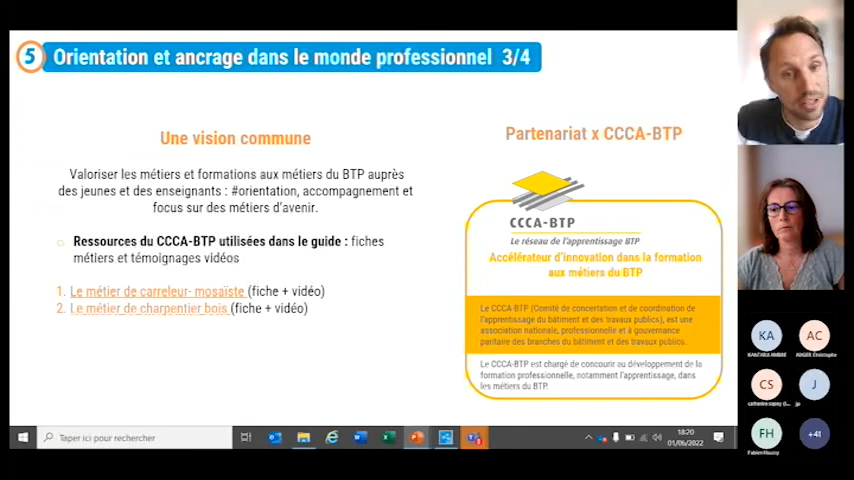 5 Orientation et ancrage dans le monde professionnel 3/4
Une vision commune
Valoriser les métiers et formations aux métiers du BTP auprès
des jeunes et des enseignants : #orientation, accompagnement et
focus sur des métiers d'avenir.
Ressources du CCCA-BTP utilisées dans le guide : fiches
métiers et témoignages vidéos
1. Le métier de carreleur- mosaïste (fiche + vidéo)
2. Le métier de charpentier bois (fiche + vidéo)
Partenariat x CCCA-BTP
CCCA-BTP
Le réseau de l'apprentissage BTP
Accélérateur d'innovation dans la formation
aux métiers du BTP
Le CCCA-BTP (Comité de concertation et de coordination de
l'apprentissage du bâtiment et des travaux publics), est une
association nationale, professionnelle et à gouvernance
paritaire des branches du bâtiment et des travaux publics.
Le CCCA-BTP est chargé de concourir au développement de la
formation professionnelle, notamment l'apprentissage, dans
les métiers du BTP.
KA
AC
CS
J
jp
FH
Fabien Haussy
+41
Taper ici pour rechercher
18:20
01/06/2022